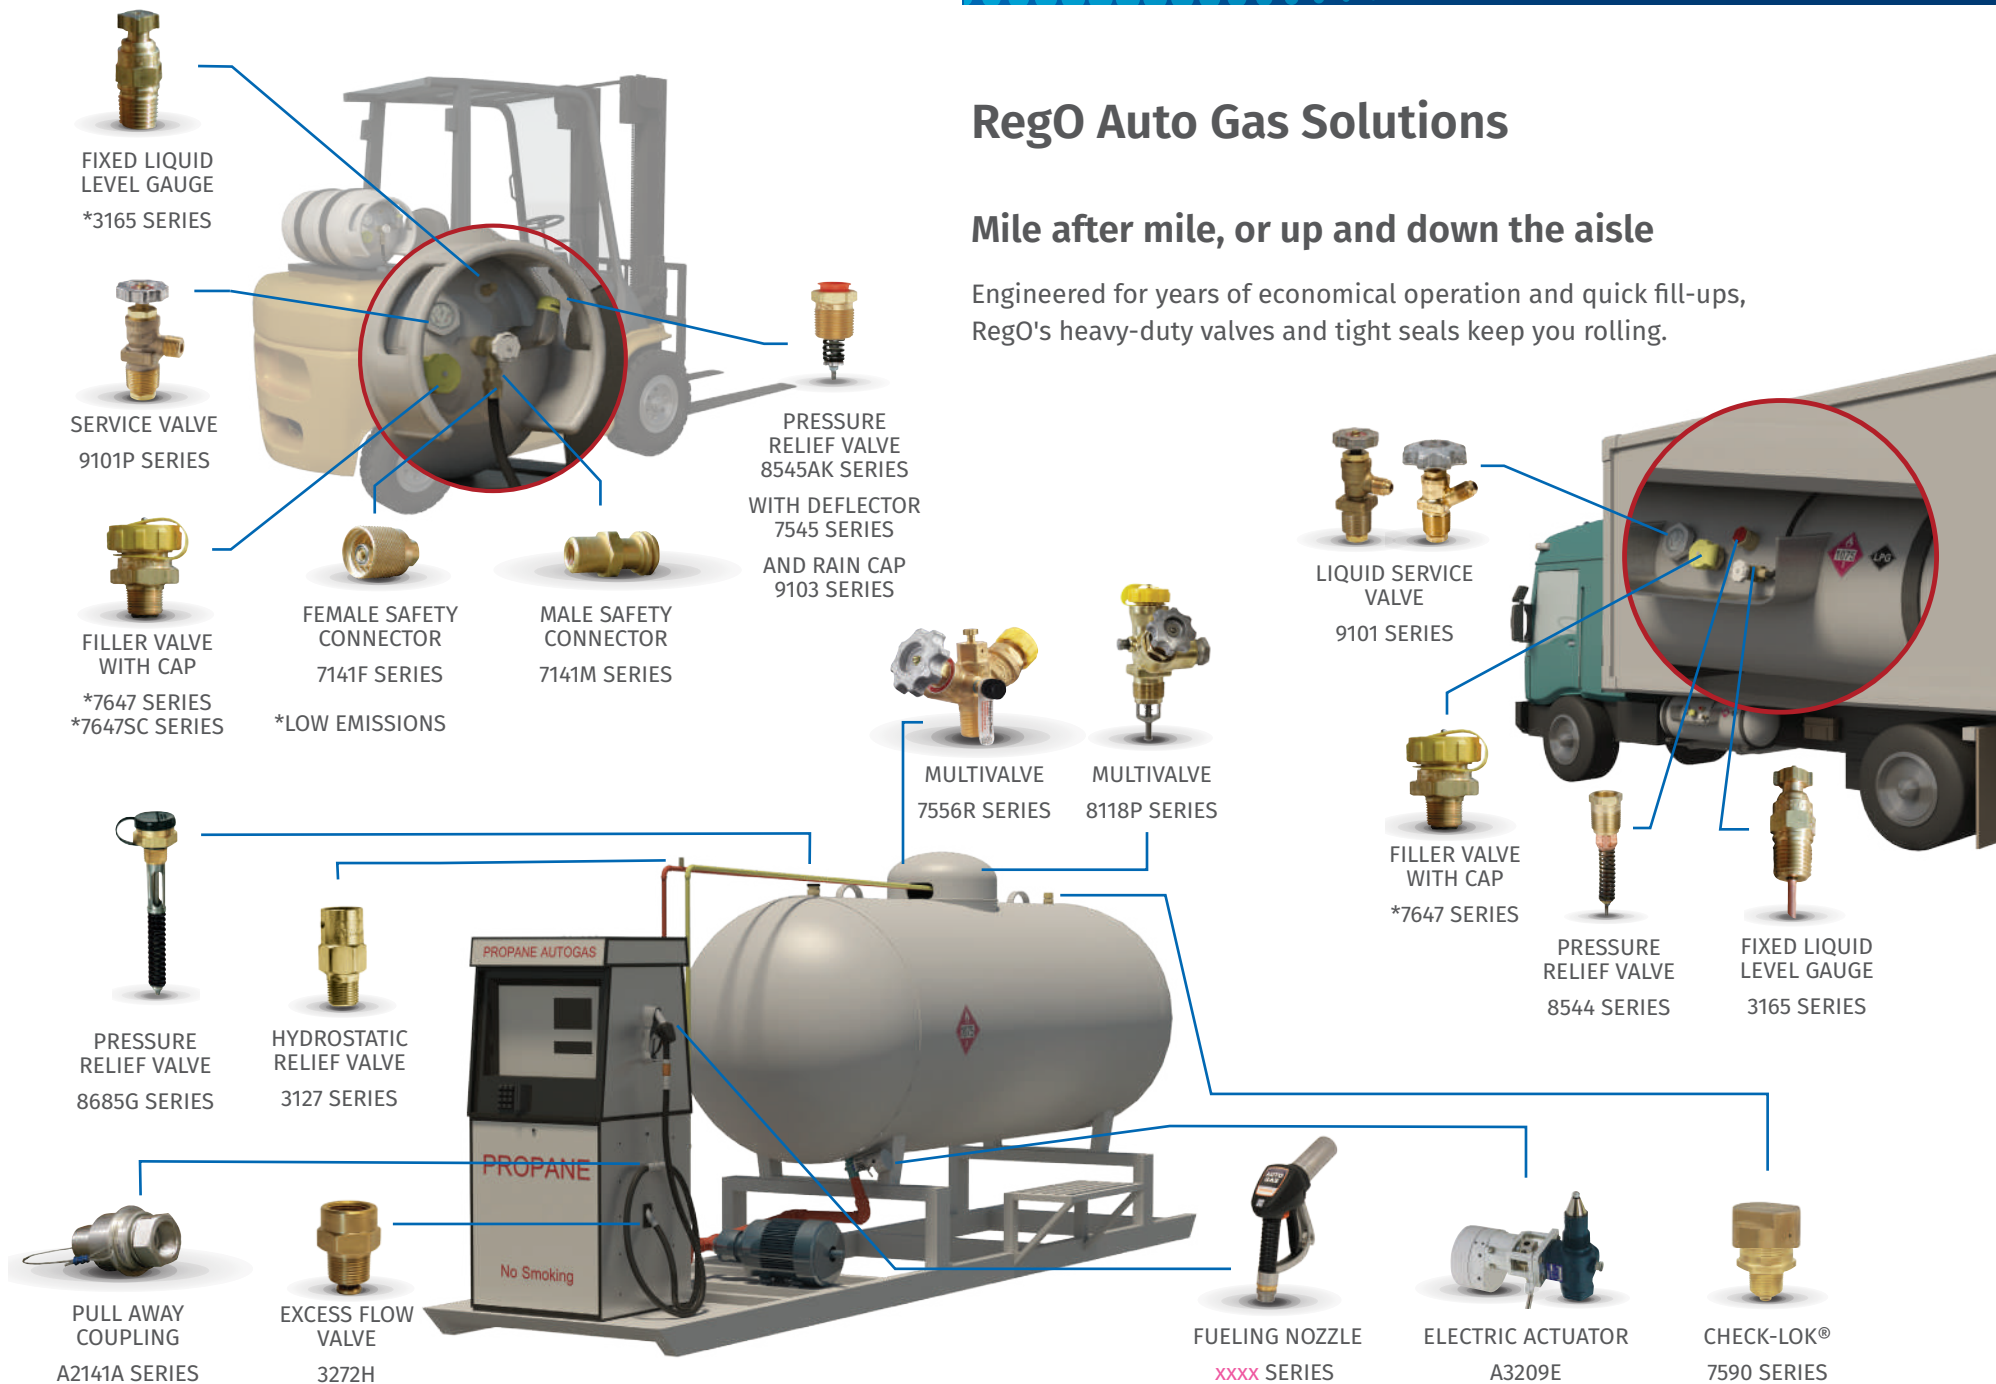 RegO Auto Gas Solutions
Mile after mile, or up and down the aisle
Engineered for years of economical operation and quick fill-ups,
RegO's heavy-duty valves and tight seals keep you rolling.
FIXED LIQUID
LEVEL GAUGE
*3165 SERIES
SERVICE VALVE
9101P SERIES
FILLER VALVE
WITH CAP
*7647 SERIES
*7647SC SERIES
FEMALE SAFETY
CONNECTOR
7141F SERIES
*LOW EMISSIONS
MALE SAFETY
CONNECTOR
7141M SERIES
PRESSURE
RELIEF VALVE
8545AK SERIES
WITH DEFLECTOR
7545 SERIES
AND RAIN CAP
9103 SERIES
LIQUID SERVICE
VALVE
9101 SERIES
1075
LPG
FILLER VALVE
WITH CAP
*7647 SERIES
PRESSURE
RELIEF VALVE
8544 SERIES
FIXED LIQUID
LEVEL GAUGE
3165 SERIES
MULTIVALVE
7556R SERIES
MULTIVALVE
8118P SERIES
PRESSURE
RELIEF VALVE
8685G SERIES
HYDROSTATIC
RELIEF VALVE
3127 SERIES
PROPANE AUTOGAS
PROPANE
No Smoking
1075
PULL AWAY
COUPLING
A2141A SERIES
EXCESS FLOW
VALVE
3272H
AUTO
GAS
FUELING NOZZLE
xxxx SERIES
ELECTRIC ACTUATOR
A3209E
CHECK-LOK®
7590 SERIES